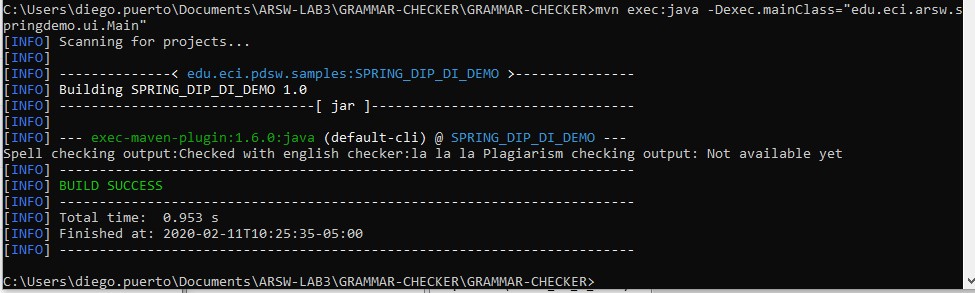 C:\Users\diego.puerto\Documents\ARSW-LAB3\GRAMMAR-CHECKER\GRAMMAR-CHECKER>mvn exec:java -Dexec.mainClass="edu.eci.arsw.s
pringdemo.ui.Main"
[INFO] Scanning for projects...
[INFO]
[INFO] --------------< edu.eci.pdsw.samples:SPRING_DIP_DI_DEMO >---------------
[INFO] Building SPRING_DIP_DI_DEMO 1.0
[INFO] --------------------------------[ jar ]---------------------------------
[INFO]
[INFO] --- exec-maven-plugin:1.6.0:java (default-cli) @ SPRING_DIP_DI_DEMO ---
Spell checking output:Checked with english checker:la la la Plagiarism checking output: Not available yet
[INFO] ------------------------------------------------------------------------
[INFO] BUILD SUCCESS
[INFO] ------------------------------------------------------------------------
[INFO] Total time:  0.953 s
[INFO] Finished at: 2020-02-11T10:25:35-05:00
[INFO] ------------------------------------------------------------------------
C:\Users\diego.puerto\Documents\ARSW-LAB3\GRAMMAR-CHECKER\GRAMMAR-CHECKER>